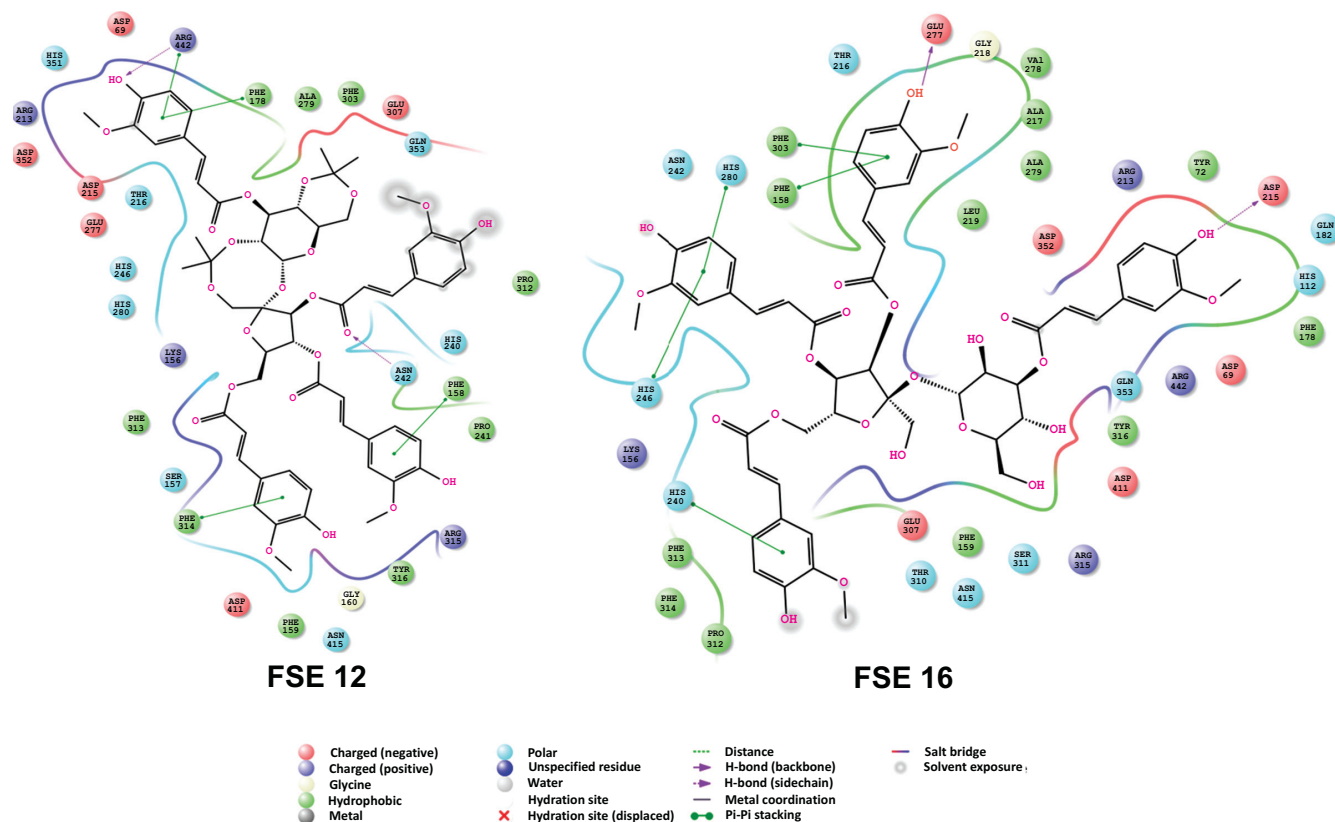 ASP 69
ARG 442
HIS 351
HO
PHE 178
ALA 279
PHE 303
GLU 307
GLN 353
ARG 213
O
ASP 352
ASP 215
THR 216
GLU 277
O
O
O
O
O
O
O
OH
HIS 246
HIS 280
O
O
O
O
O
PRO 312
LYS 156
O
O
O
HIS 240
ASN 242
O
O
O
PHE 158
PHE 313
PRO 241
SER 157
PHE 314
O
OH
O
OH
O
ARG 315
TYR 316
ASP 411
GLY 160
PHE 159
ASN 415
FSE 12
GLU 277
GLY 218
THR 216
VAL 278
OH
ALA 217
PHE 303
O
ASN 242
HIS 280
PHE 158
ALA 279
ARG 213
TYR 72
ASP 215
LEU 219
HO
ASP 352
OH
GLN 182
O
O
O
HIS 112
O
O
O
O
PHE 178
HIS 246
HO
O
GLN 353
ARG 442
ASP 69
O
O
O
O
HO
O
OH
TYR 316
LYS 156
OH
ASP 411
HIS 240
GLU 307
PHE 159
SER 311
ARG 315
PHE 313
THR 310
ASN 415
PHE 314
O
OH
PRO 312
FSE 16
Charged (negative)
Charged (positive)
Glycine
Hydrophobic
Metal
Polar
Unspecified residue
Water
Hydration site
Hydration site (displaced)
Distance
H-bond (backbone)
H-bond (sidechain)
Metal coordination
Pi-Pi stacking
Salt bridge
Solvent exposure